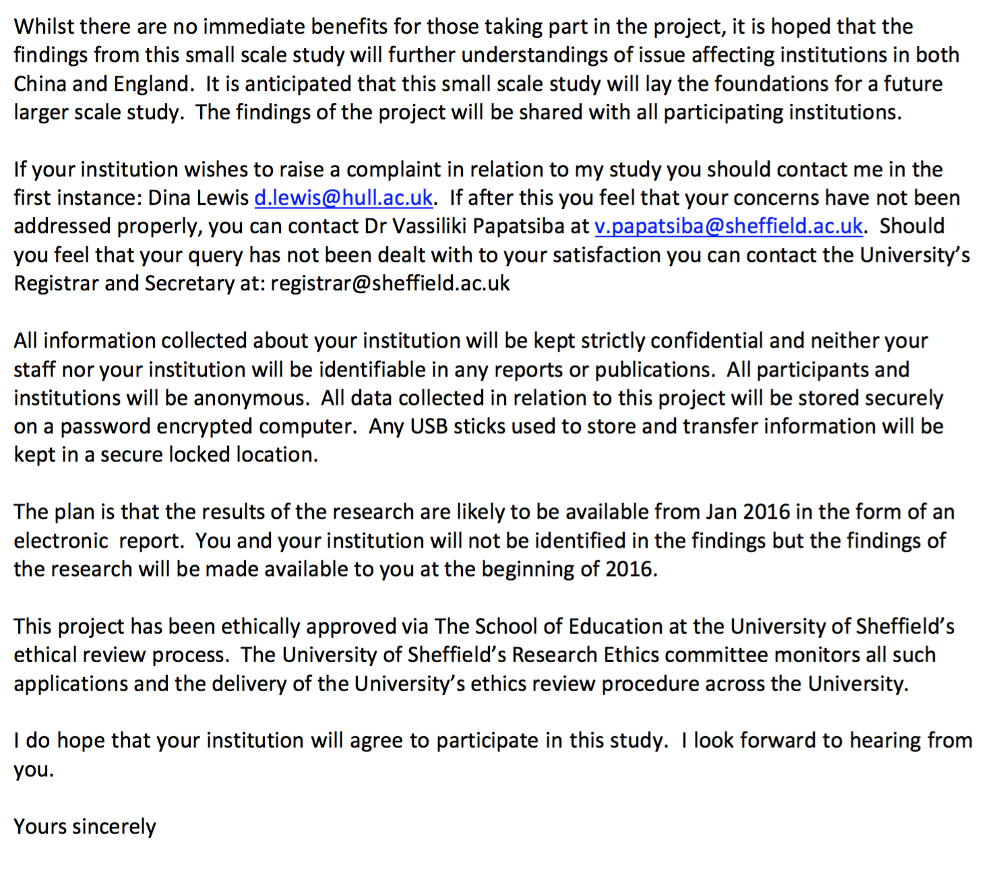 Whilst there are no immediate benefits for those taking part in the project, it is hoped that the
findings from this small scale study will further understandings of issue affecting institutions in both
China and England.  It is anticipated that this small scale study will lay the foundations for a future
larger scale study.  The findings of the project will be shared with all participating institutions.
If your institution wishes to raise a complaint in relation to my study you should contact me in the
first instance: Dina Lewis d.lewis@hull.ac.uk.  If after this you feel that your concerns have not been
addressed properly, you can contact Dr Vassiliki Papatsiba at v.papatsiba@sheffield.ac.uk.  Should
you feel that your query has not been dealt with to your satisfaction you can contact the University’s
Registrar and Secretary at: registrar@sheffield.ac.uk
All information collected about your institution will be kept strictly confidential and neither your
staff nor your institution will be identifiable in any reports or publications.  All participants and
institutions will be anonymous.  All data collected in relation to this project will be stored securely
on a password encrypted computer.  Any USB sticks used to store and transfer information will be
kept in a secure locked location.
The plan is that the results of the research are likely to be available from Jan 2016 in the form of an
electronic  report.  You and your institution will not be identified in the findings but the findings of
the research will be made available to you at the beginning of 2016.
This project has been ethically approved via The School of Education at the University of Sheffield’s
ethical review process.  The University of Sheffield’s Research Ethics committee monitors all such
applications and the delivery of the University’s ethics review procedure across the University.
I do hope that your institution will agree to participate in this study.  I look forward to hearing from
you.
Yours sincerely